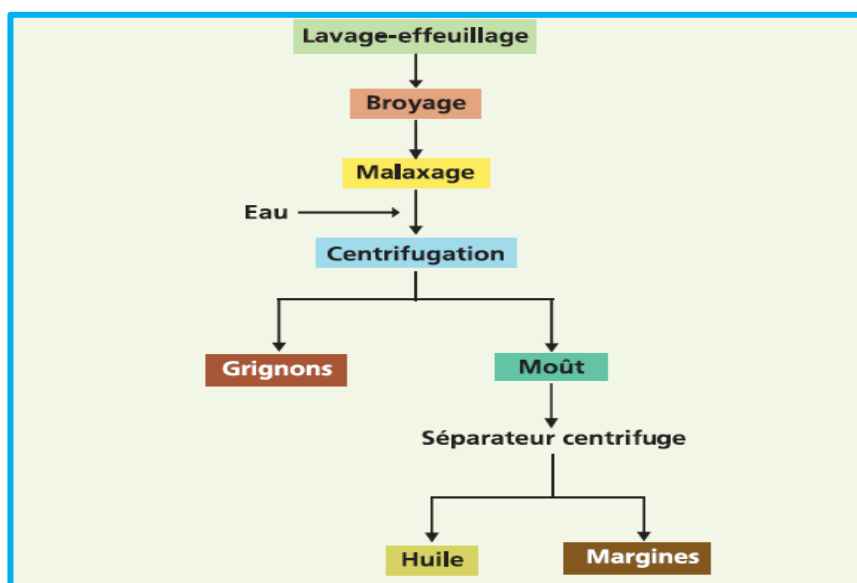 Lavage-effeuillage
Broyage
Malaxage
Eau
Centrifugation
Grignons
Moût
Séparateur centrifuge
Huile
Margines